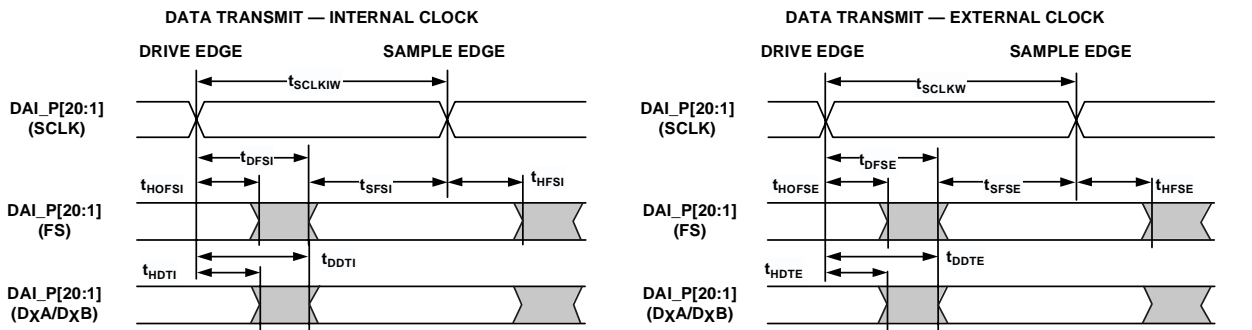 DATA TRANSMIT — INTERNAL CLOCK
DRIVE EDGE SAMPLE EDGE
tSCLKIW
DAI_P[20:1]
(SCLK)
tDFSI
tHOFSI tSFSI tHFSI
DAI_P[20:1]
(FS)
tDDTI
tHDTI
DAI_P[20:1]
(DXA/DXB)
DATA TRANSMIT — EXTERNAL CLOCK
DRIVE EDGE SAMPLE EDGE
tSCLKW
DAI_P[20:1]
(SCLK)
tDFSE
tHOFSE tSFSE tHFSE
DAI_P[20:1]
(FS)
tDDTE
tHDTE
DAI_P[20:1]
(DXA/DXB)